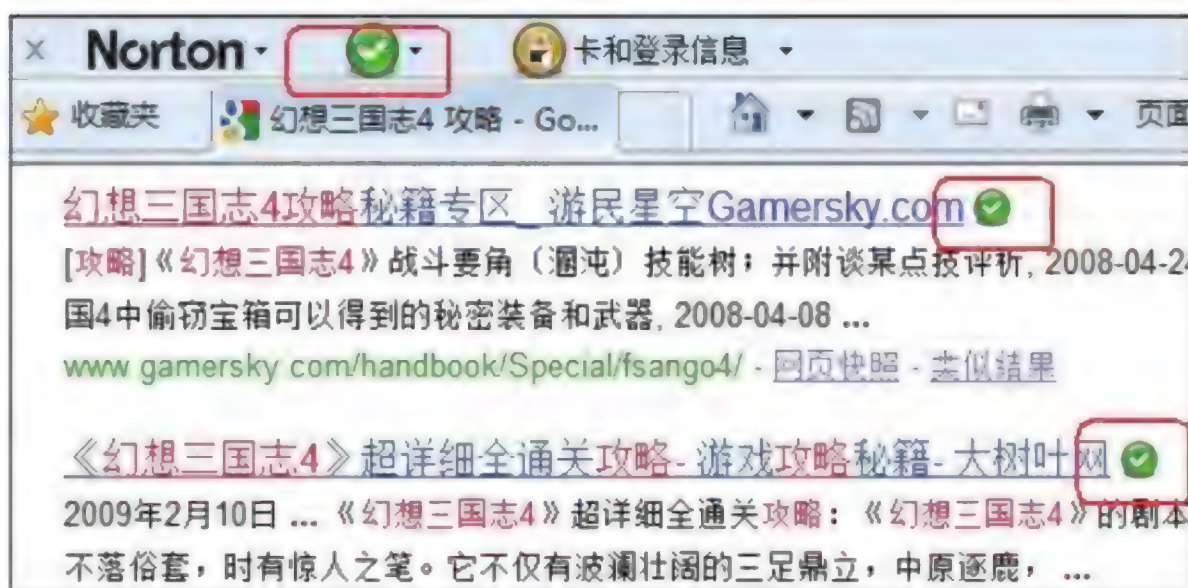 × Norton 卡和登录信息
收藏夹 幻想三国志4 攻略 - Go... 页面
幻想三国志4攻略秘籍专区_游民星空Gamersky.com
[攻略]《幻想三国志4》战斗要角（溷沌）技能树；并附谈某点技评析, 2008-04-24
国4中偷窃宝箱可以得到的秘密装备和武器, 2008-04-08 ...
www.gamersky.com/handbook/Special/fsango4/ - 网页快照 - 类似结果
《幻想三国志4》超详细全通关攻略- 游戏攻略秘籍- 大树叶网
2009年2月10日 ... 《幻想三国志4》超详细全通关攻略：《幻想三国志4》的剧本
不落俗套，时有惊人之笔。它不仅有波澜壮阔的三足鼎立，中原逐鹿， ...